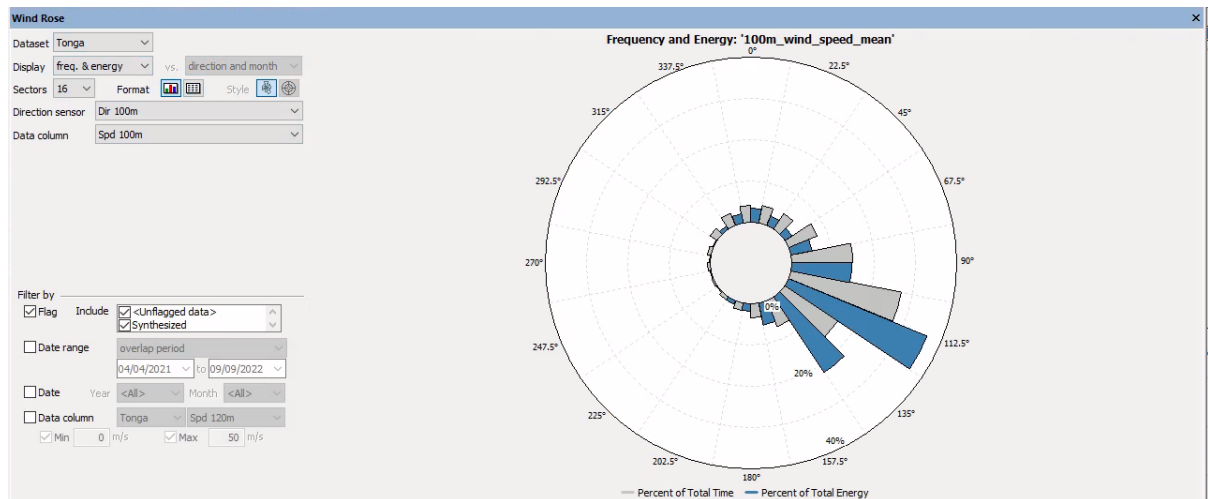 Wind Rose
Dataset Tonga
Display freq. & energy vs. direction and month
Sectors 16 Format Style
Direction sensor Dir 100m
Data column Spd 100m
Filter by
Flag Include <Unflagged data>
Synthesized
Date range overlap period
04/04/2021 to 09/09/2022
Date Year <All> Month <All>
Data column Tonga Spd 120m
Min 0 m/s Max 50 m/s
Frequency and Energy: '100m_wind_speed_mean'
0°
337.5° 22.5°
315° 45°
292.5° 67.5°
270° 90°
0%
247.5° 112.5°
20%
225° 135°
40%
202.5° 157.5°
180°
Percent of Total Time Percent of Total Energy